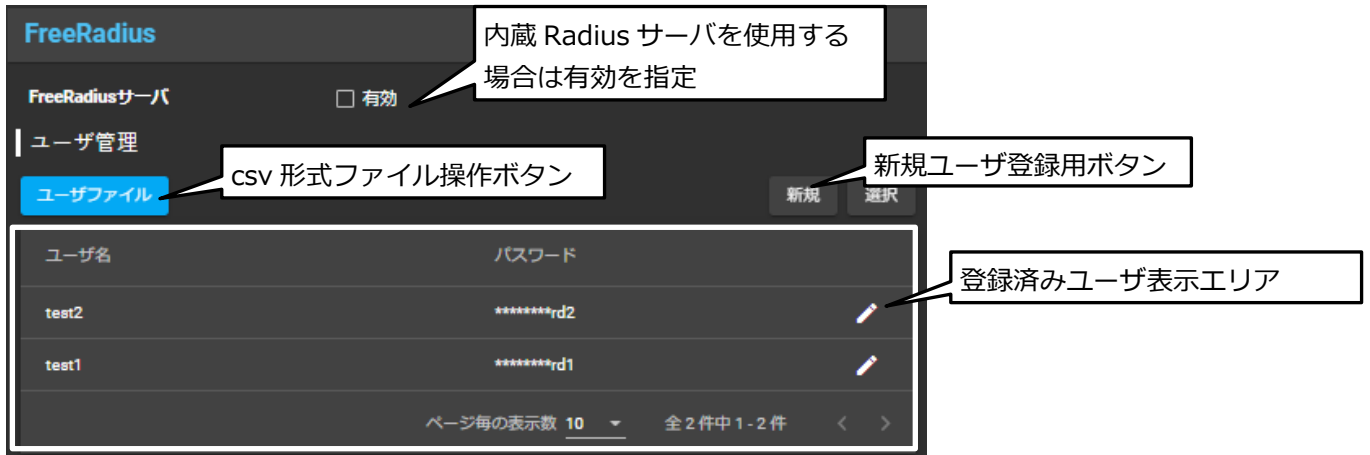 FreeRadius
内蔵 Radius サーバを使用する
場合は有効を指定
FreeRadiusサーバ
有効
ユーザ管理
csv 形式ファイル操作ボタン
新規ユーザ登録用ボタン
ユーザファイル
新規
選択
ユーザ名
パスワード
登録済みユーザ表示エリア
test2
********rd2
test1
********rd1
ページ毎の表示数 10
全 2 件中 1 - 2 件